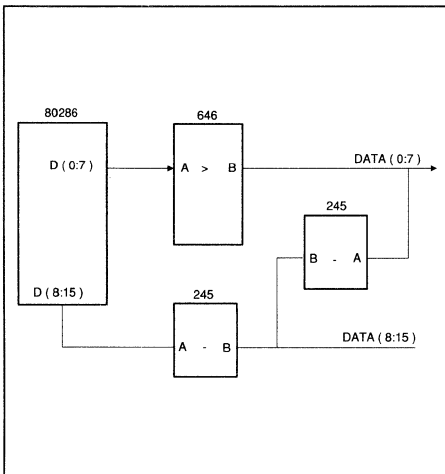 80286
646
D ( 0:7 )
A > B
DATA ( 0:7 )
245
B - A
D ( 8:15 )
245
A - B
DATA ( 8:15 )